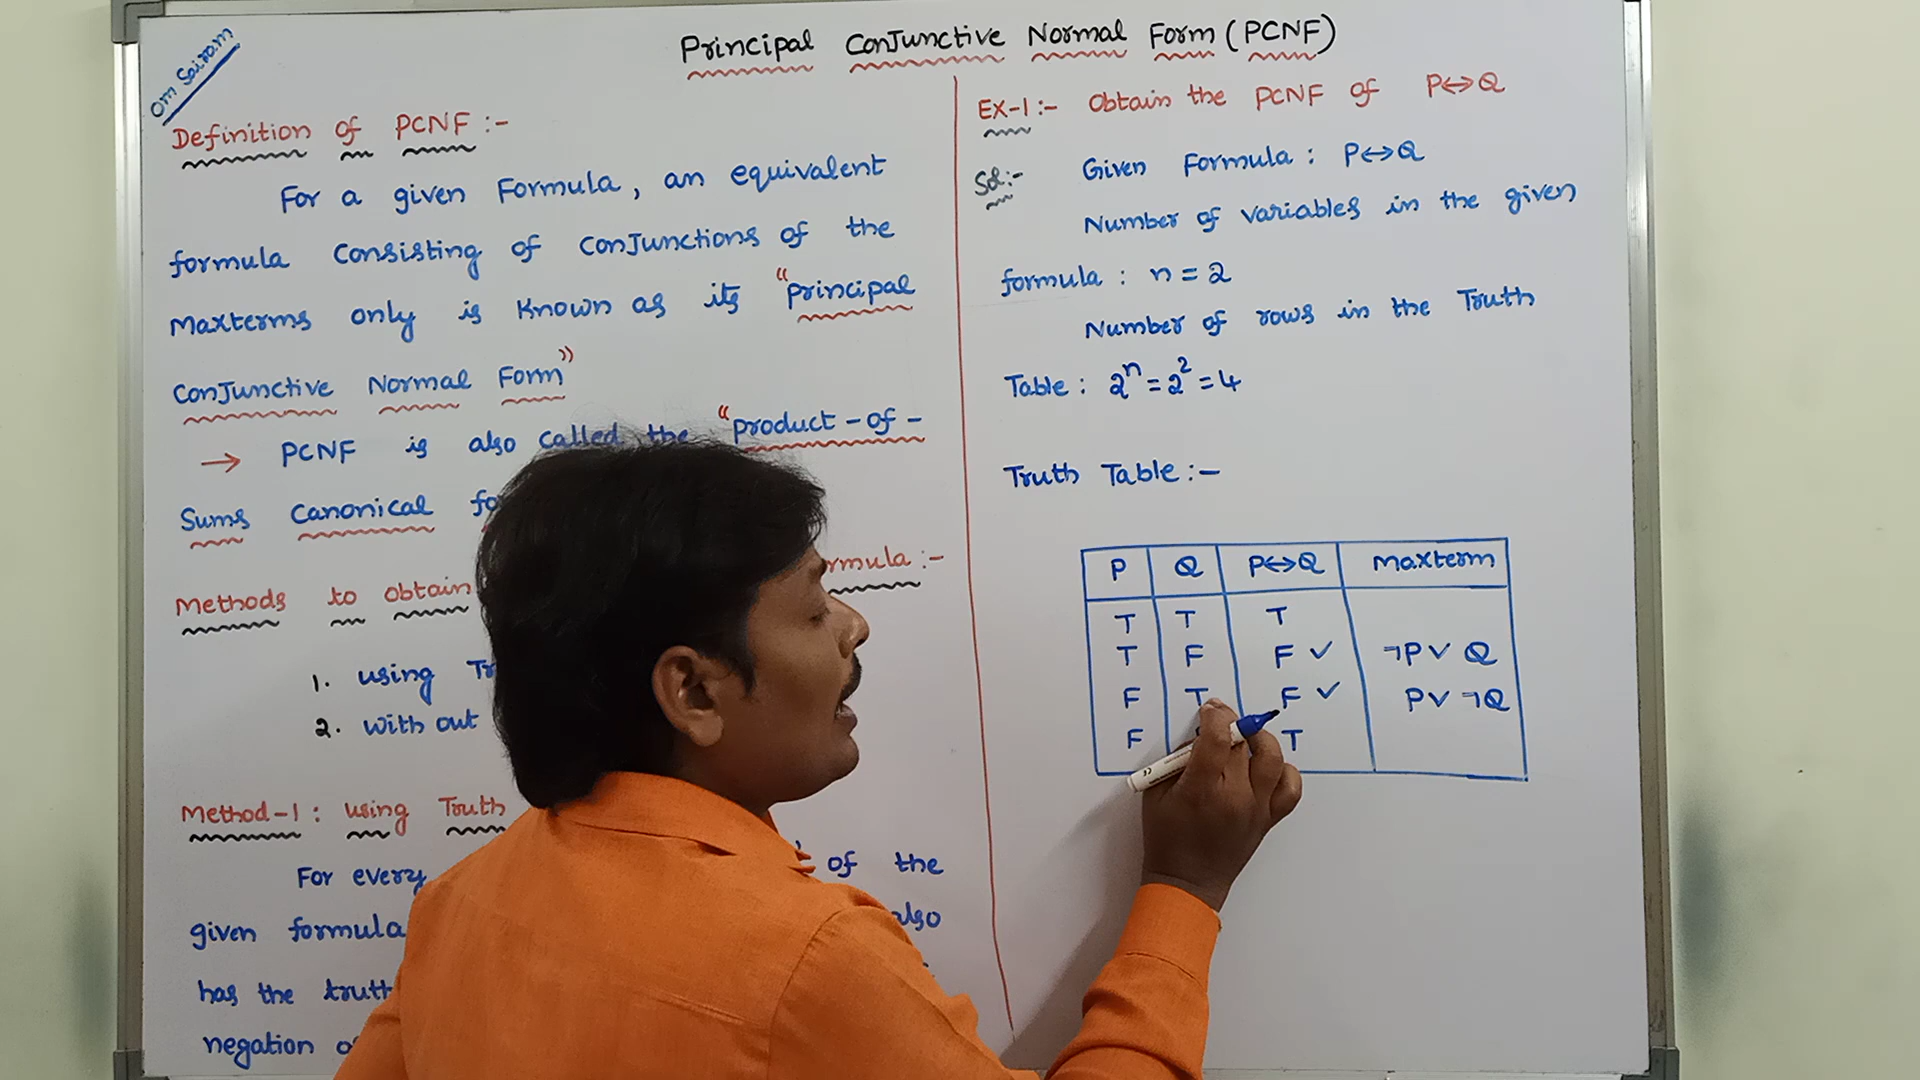 Om Sairam
Principal Conjunctive Normal Form (PCNF)
Definition of PCNF :-
For a given Formula, an equivalent
formula consisting of conjunctions of the
Maxterms only is known as its "principal
Conjunctive Normal Form"
→ PCNF is also called the "product-of-
Sums Canonical
Methods to obtain
rmula :-
1. using
2. with out
Method-1 : using Truth
For every of the
given formula also
has the truth
negation
Ex-1 :- Obtain the PCNF of P↔Q
Sol :- Given Formula : P↔Q
Number of variables in the given
formula : n = 2
Number of rows in the Truth
Table : 2ⁿ = 2² = 4
Truth Table :-
P Q P↔Q Maxterm
T T T
T F F ✓ ¬P ∨ Q
F T F ✓ P ∨ ¬Q
F T